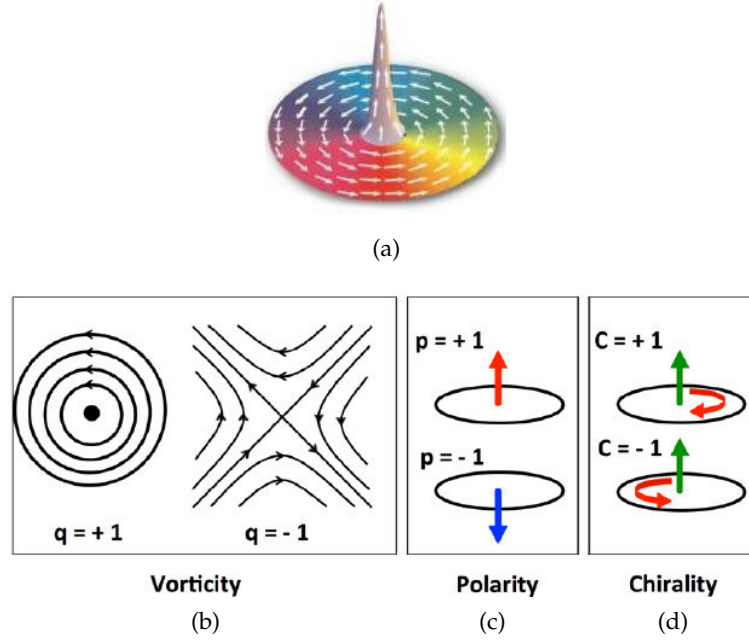 (a)
p = + 1
C = + 1
p = - 1
C = - 1
q = + 1
q = - 1
Vorticity
Polarity
Chirality
(b)
(c)
(d)